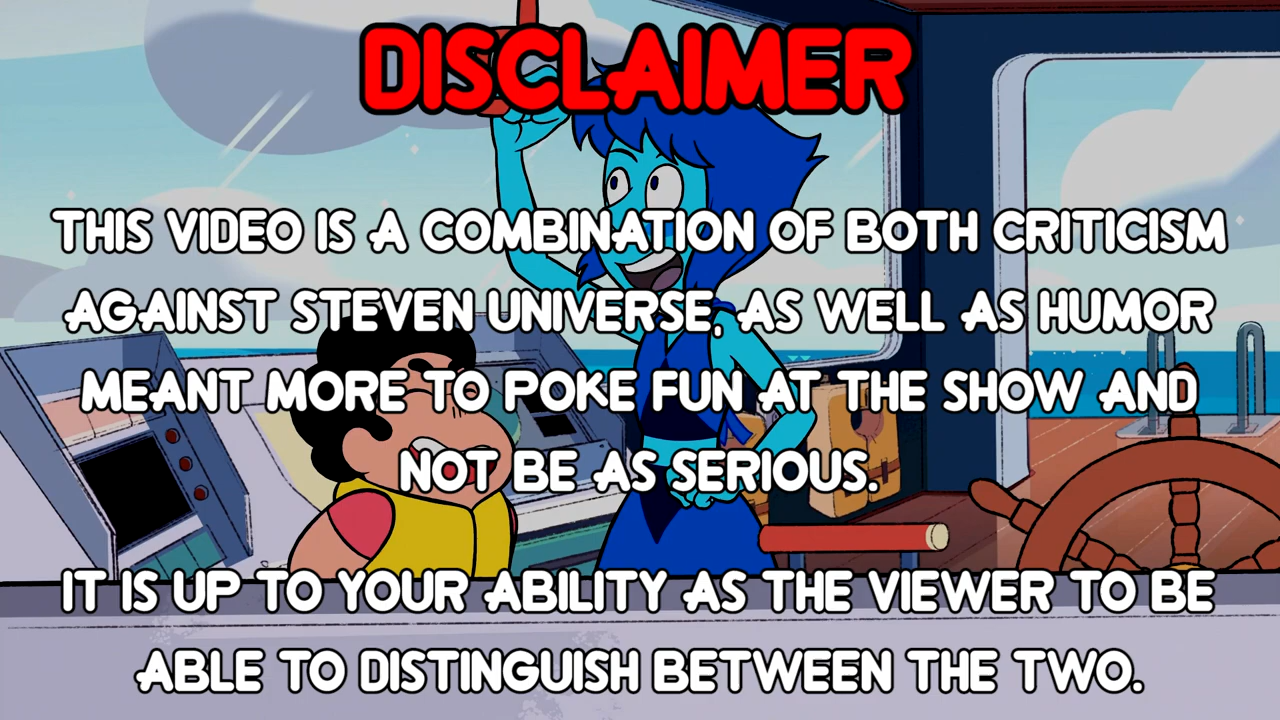 DISCLAIMER
THIS VIDEO IS A COMBINATION OF BOTH CRITICISM
AGAINST STEVEN UNIVERSE, AS WELL AS HUMOR
MEANT MORE TO POKE FUN AT THE SHOW AND
NOT BE AS SERIOUS.
IT IS UP TO YOUR ABILITY AS THE VIEWER TO BE
ABLE TO DISTINGUISH BETWEEN THE TWO.